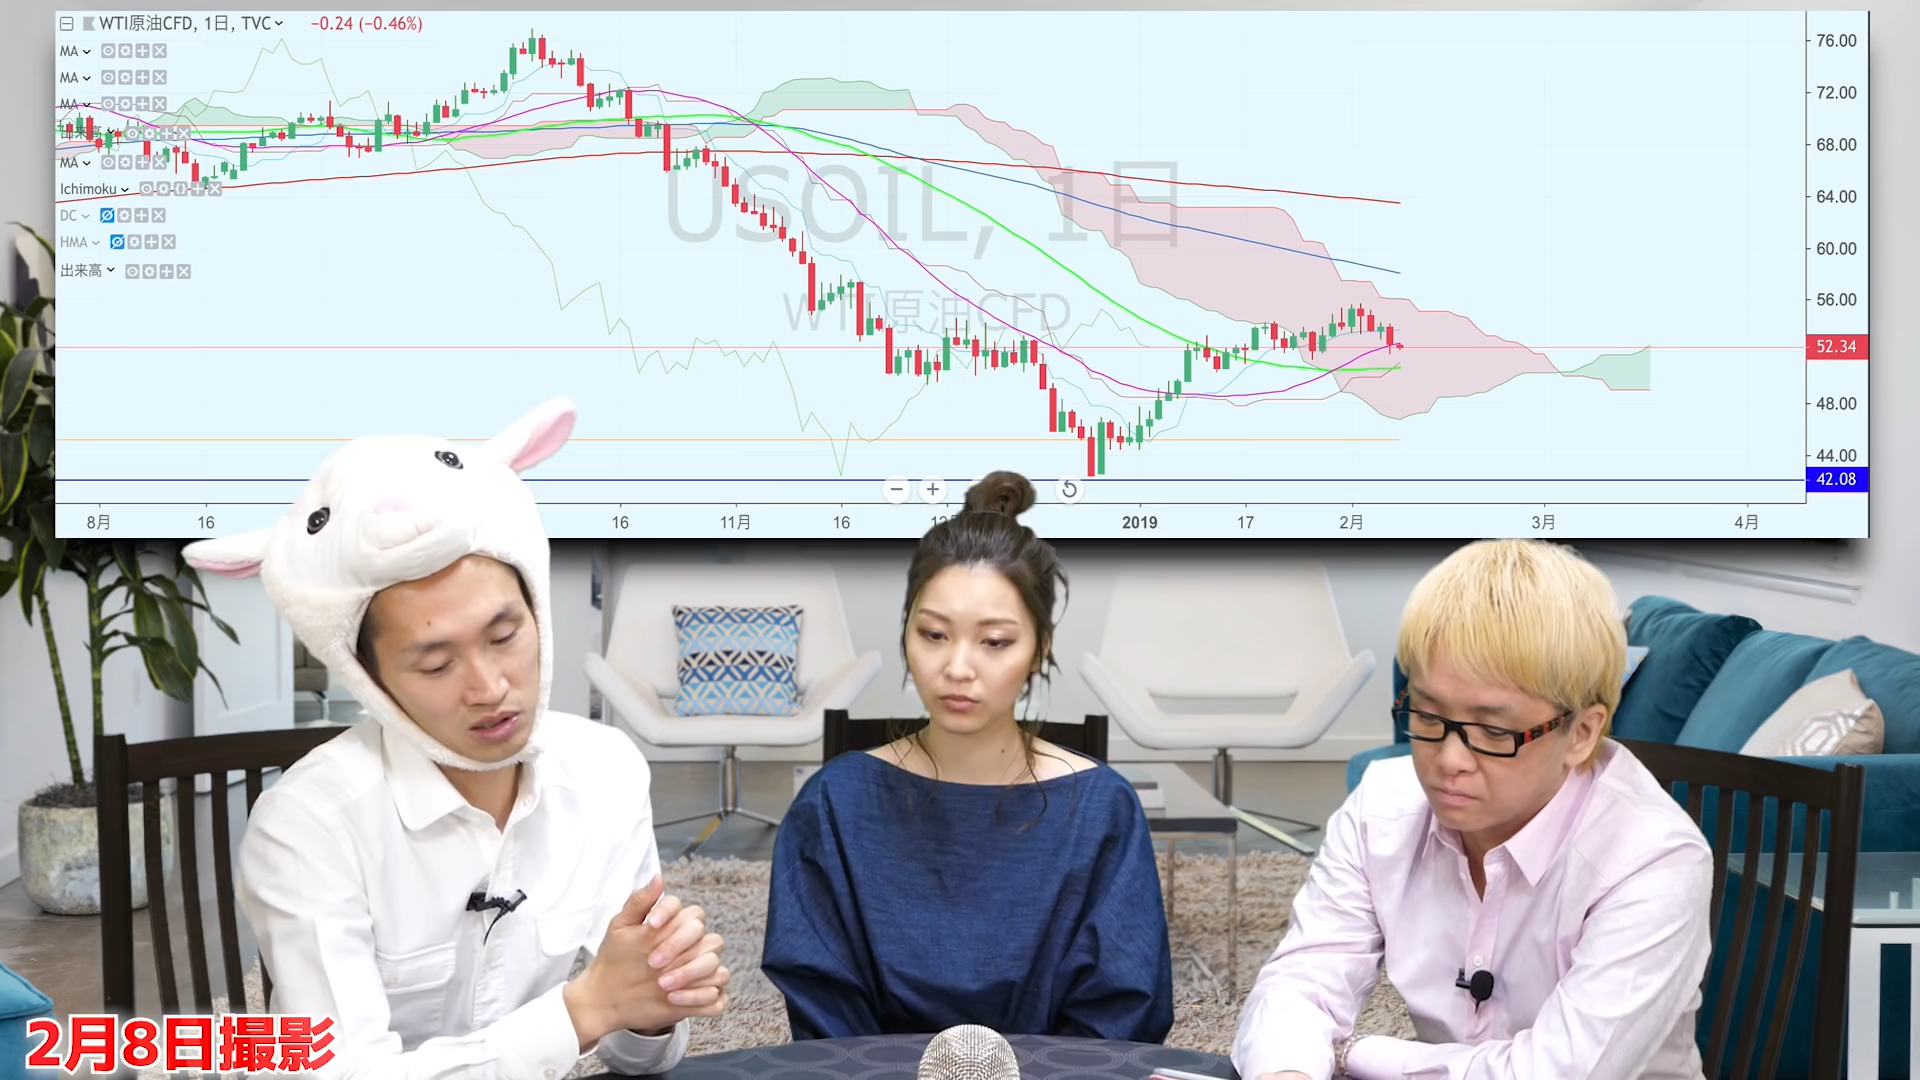 WTI原油CFD, 1日, TVC −0.24 (−0.46%)
MA
MA
MA
出来高
MA
Ichimoku
DC
HMA
出来高
USOIL, 1日
WTI原油CFD
76.00
72.00
68.00
64.00
60.00
56.00
52.34
48.00
44.00
42.08
8月 16 16 11月 16 2019 17 2月 3月 4月
2月8日撮影